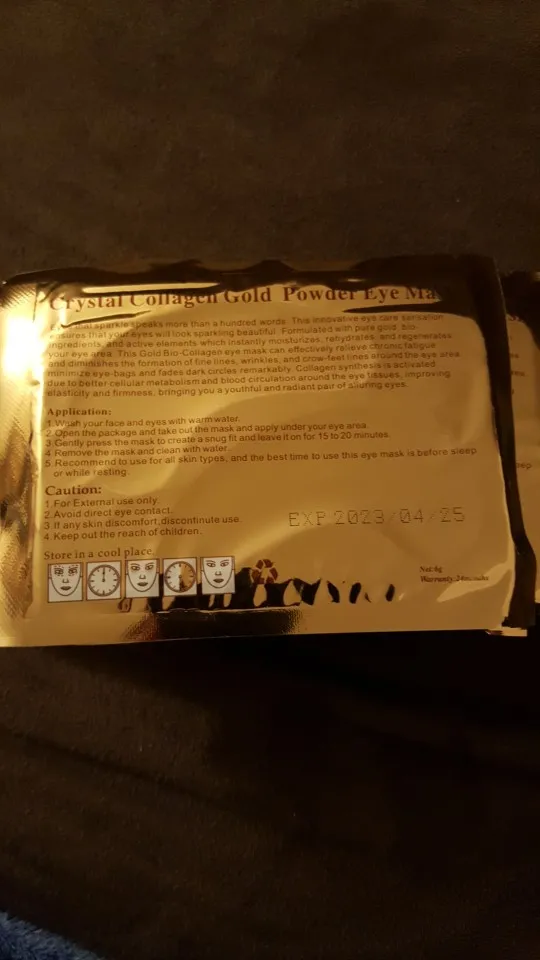 Crystal Collagen Gold Powder Eye Ma
that sparkle speaks more than a hundred words. This innovative eye care sensation
ensures that your eyes will look sparkling beautiful. Formulated with pure gold, bio-
ingredients, and active elements which instantly moisturizes, rehydrates, and regenerates
your eye area. This Gold Bio-Collagen eye mask can effectively relieve chronic fatigue
and diminishes the formation of fine lines, wrinkles, and crow-feet lines around the eye area,
minimize eye-bags and fades dark circles remarkably. Collagen synthesis is activated
due to better cellular metabolism and blood circulation around the eye tissues, improving
elasticity and firmness, bringing you a youthful and radiant pair of alluring eyes.
Application:
1.Wash your face and eyes with warm water.
2.Open the package and take out the mask and apply under your eye area.
3.Gently press the mask to create a snug fit and leave it on for 15 to 20 minutes.
4 Remove the mask and clean with water.
5.Recommend to use for all skin types, and the best time to use this eye mask is before sleep
or while resting.
Caution:
1 For External use only.
2.Avoid direct eye contact.
3.If any skin discomfort,discontinute use.
4.Keep out the reach of children.
EXP 2023/04/25
Store in a cool place.
Net:6g
Warranty:24months